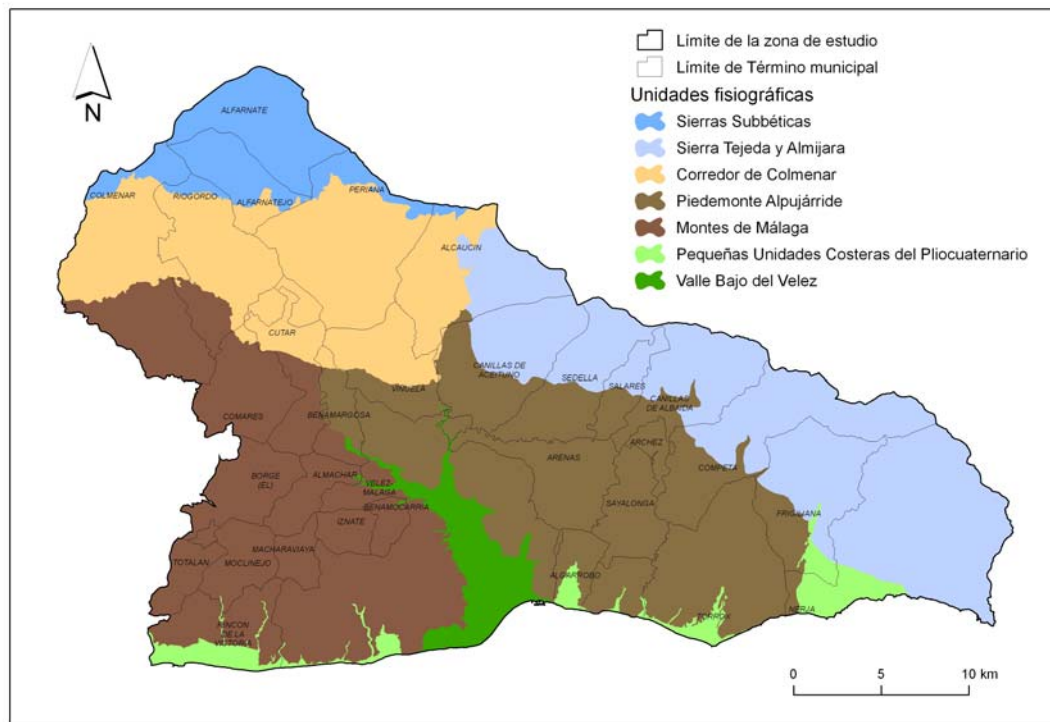 N
Límite de la zona de estudio
Límite de Término municipal
Unidades fisiográficas
Sierras Subbéticas
Sierra Tejeda y Almijara
Corredor de Colmenar
Piedemonte Alpujárride
Montes de Málaga
Pequeñas Unidades Costeras del Pliocuaternario
Valle Bajo del Velez
ALFARNATE
COLMENAR
RIOGORDO
ALFARNATEJO
PERIANA
ALCAUCIN
CUTAR
VIÑUELA
CANILLAS DE
ACEITUNO
SEDELLA
SALARES
CANILLAS
DE ALBAIDA
COMARES
BENAMARGOSA
ARCHEZ
ARENAS
COMPETA
BORGE
(EL)
ALMACHAR
VELEZ-
MALAGA
BENAMOCARRA
SAYALONGA
IZNATE
FRIGILIANA
MACHARAVIAYA
TOTALAN
MOCLINEJO
ALGARROBO
RINCON
DE LA
VICTORIA
TORROX
NERJA
0 5 10 km